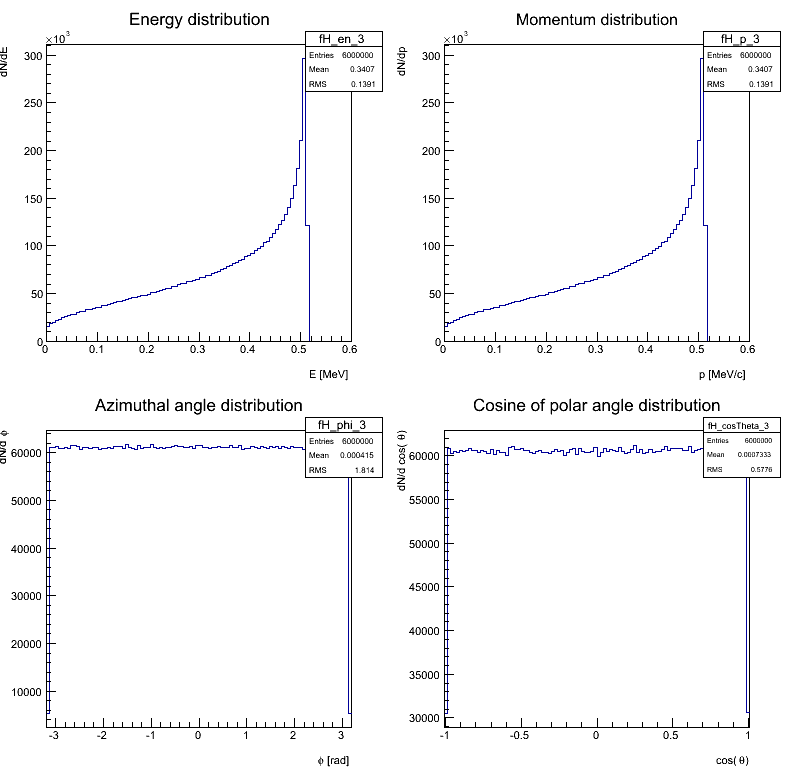 Energy distribution
×10³
dN/dE
fH_en_3
Entries 6000000
Mean 0.3407
RMS 0.1391
300
250
200
150
100
50
0
0 0.1 0.2 0.3 0.4 0.5 0.6
E [MeV]
Momentum distribution
×10³
dN/dp
fH_p_3
Entries 6000000
Mean 0.3407
RMS 0.1391
300
250
200
150
100
50
0
0 0.1 0.2 0.3 0.4 0.5 0.6
p [MeV/c]
Azimuthal angle distribution
dN/d ϕ
fH_phi_3
Entries 6000000
Mean 0.000415
RMS 1.814
60000
50000
40000
30000
20000
10000
-3 -2 -1 0 1 2 3
ϕ [rad]
Cosine of polar angle distribution
dN/d cos( θ)
fH_cosTheta_3
Entries 6000000
Mean 0.0007333
RMS 0.5776
60000
55000
50000
45000
40000
35000
30000
-1 -0.5 0 0.5 1
cos( θ)